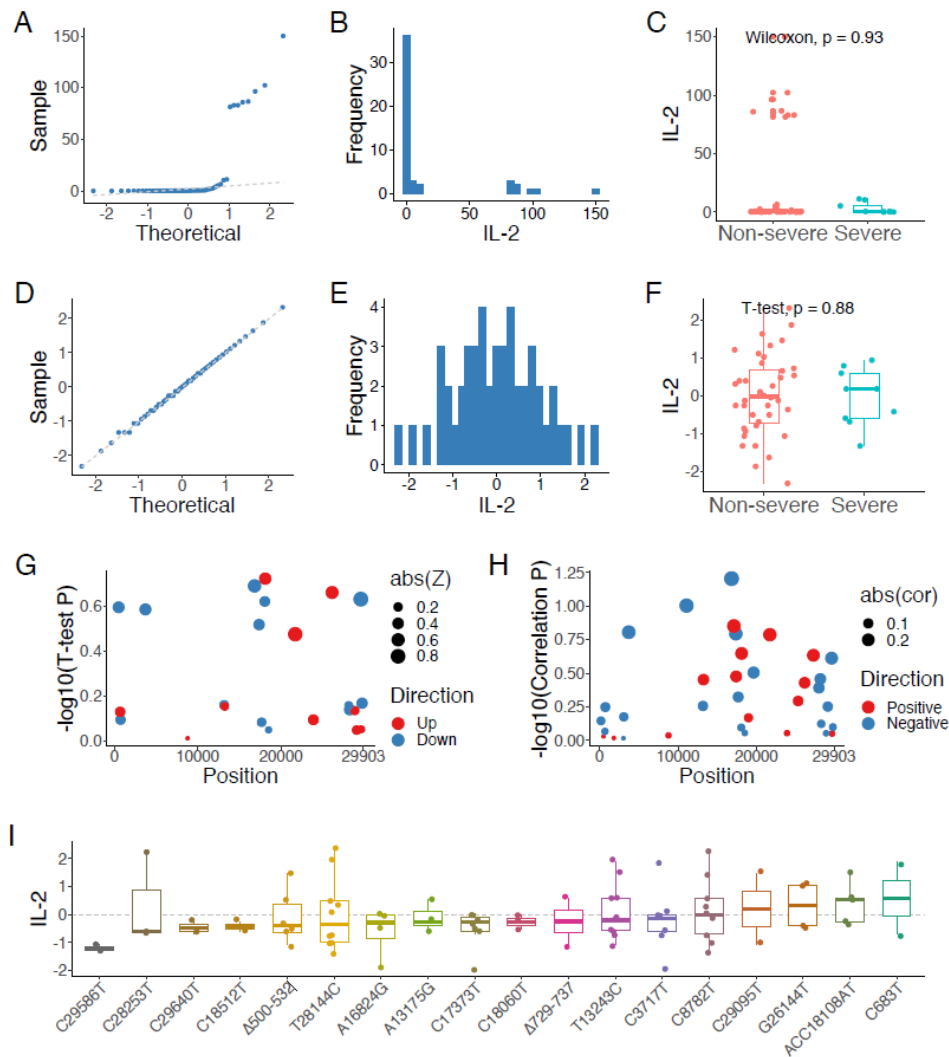 A
150
100
50
0
Sample
-2 -1 0 1 2
Theoretical
B
30
20
10
0
Frequency
0 50 100 150
IL-2
C
Wilcoxon, p = 0.93
150
100
50
0
IL-2
Non-severe Severe
D
2
1
0
-1
-2
Sample
-2 -1 0 1 2
Theoretical
E
4
3
2
1
0
Frequency
-2 -1 0 1 2
IL-2
F
T-test, p = 0.88
2
1
0
-1
-2
IL-2
Non-severe Severe
G
0.6
0.4
0.2
0.0
-log10(T-test P)
0 10000 20000 29903
Position
abs(Z)
0.2
0.4
0.6
0.8
Direction
Up
Down
H
1.25
1.00
0.75
0.50
0.25
0.00
-log10(Correlation P)
0 10000 20000 29903
Position
abs(cor)
0.1
0.2
Direction
Positive
Negative
I
2
1
0
-1
-2
IL-2
C29586T
C28253T
C29640T
C18512T
Δ500-532
T28144C
A16824G
A13175G
C17373T
C18060T
Δ729-737
T13243C
C3717T
C8782T
C29095T
G26144T
ACC18108AT
C683T